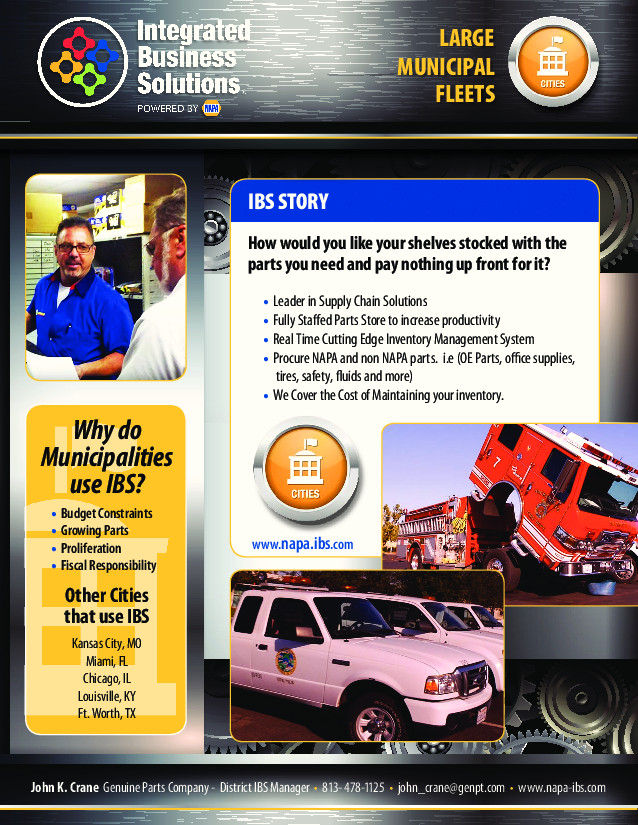 Integrated
Business
Solutions
POWERED BY NAPA
LARGE
MUNICIPAL
FLEETS
CITIES
IBS STORY
How would you like your shelves stocked with the
parts you need and pay nothing up front for it?
• Leader in Supply Chain Solutions
• Fully Staffed Parts Store to increase productivity
• Real Time Cutting Edge Inventory Management System
• Procure NAPA and non NAPA parts. i.e (OE Parts, office supplies,
tires, safety, fluids and more)
• We Cover the Cost of Maintaining your inventory.
CITIES
www.napa.ibs.com
7
Why do
Municipalities
use IBS?
• Budget Constraints
• Growing Parts
• Proliferation
• Fiscal Responsibility
Other Cities
that use IBS
Kansas City, MO
Miami, FL
Chicago, IL
Louisville, KY
Ft. Worth, TX
John K. Crane Genuine Parts Company - District IBS Manager • 813- 478-1125 • john_crane@genpt.com • www.napa-ibs.com